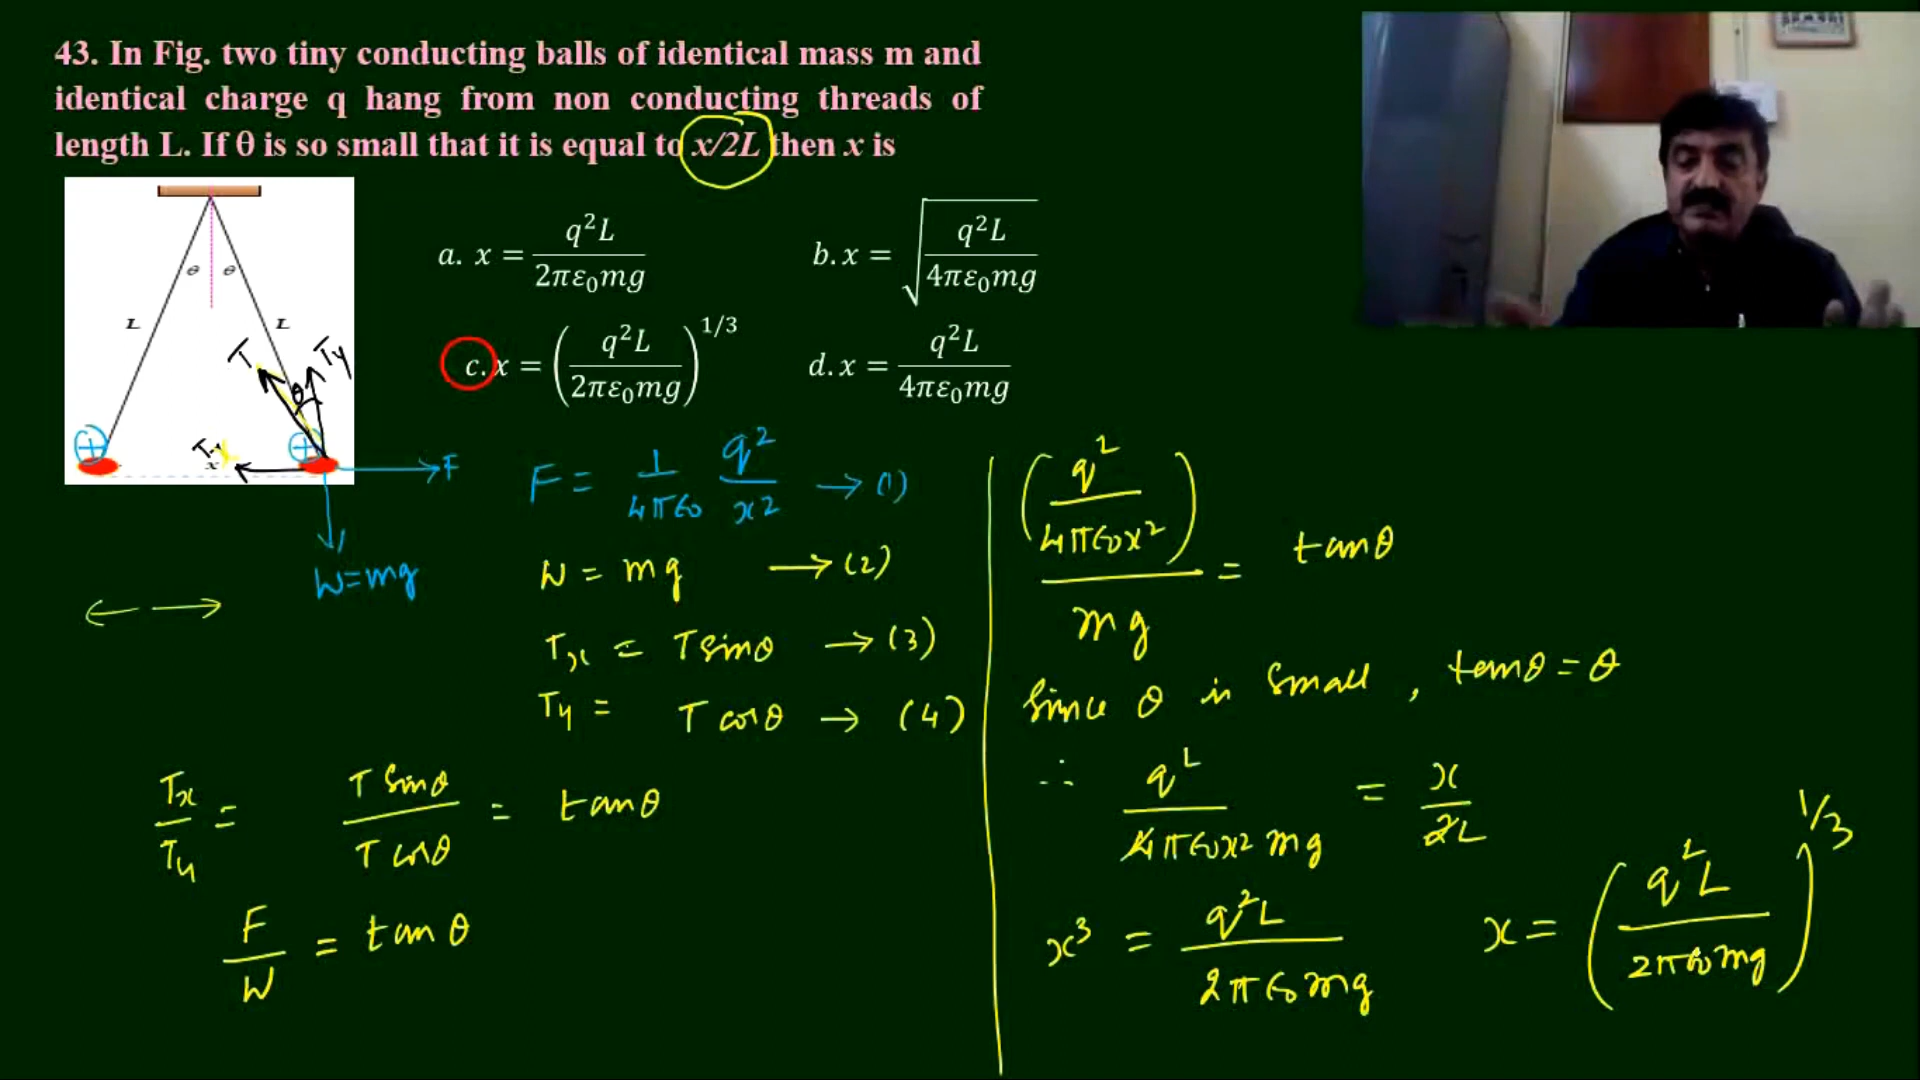 43. In Fig. two tiny conducting balls of identical mass m and
identical charge q hang from non conducting threads of
length L. If θ is so small that it is equal to x/2L then x is
a. x = q²L / 2πε₀mg
b. x = √(q²L / 4πε₀mg)
c. x = (q²L / 2πε₀mg)^1/3
d. x = q²L / 4πε₀mg
θ θ
L L
T θ Ty
+ + Tx
x
F
W=mg
F = 1/4πε₀ q²/x² → (1)
W = mg → (2)
Tx = Tsinθ → (3)
Ty = T cosθ → (4)
Tx/Ty = T sinθ / T cosθ = tanθ
F/W = tanθ
(q² / 4πε₀x²) / mg = tanθ
Since θ is small, tanθ = θ
∴ q² / 4πε₀x² mg = x/2L
x³ = q²L / 2πε₀mg
x = (q²L / 2πε₀mg)^1/3